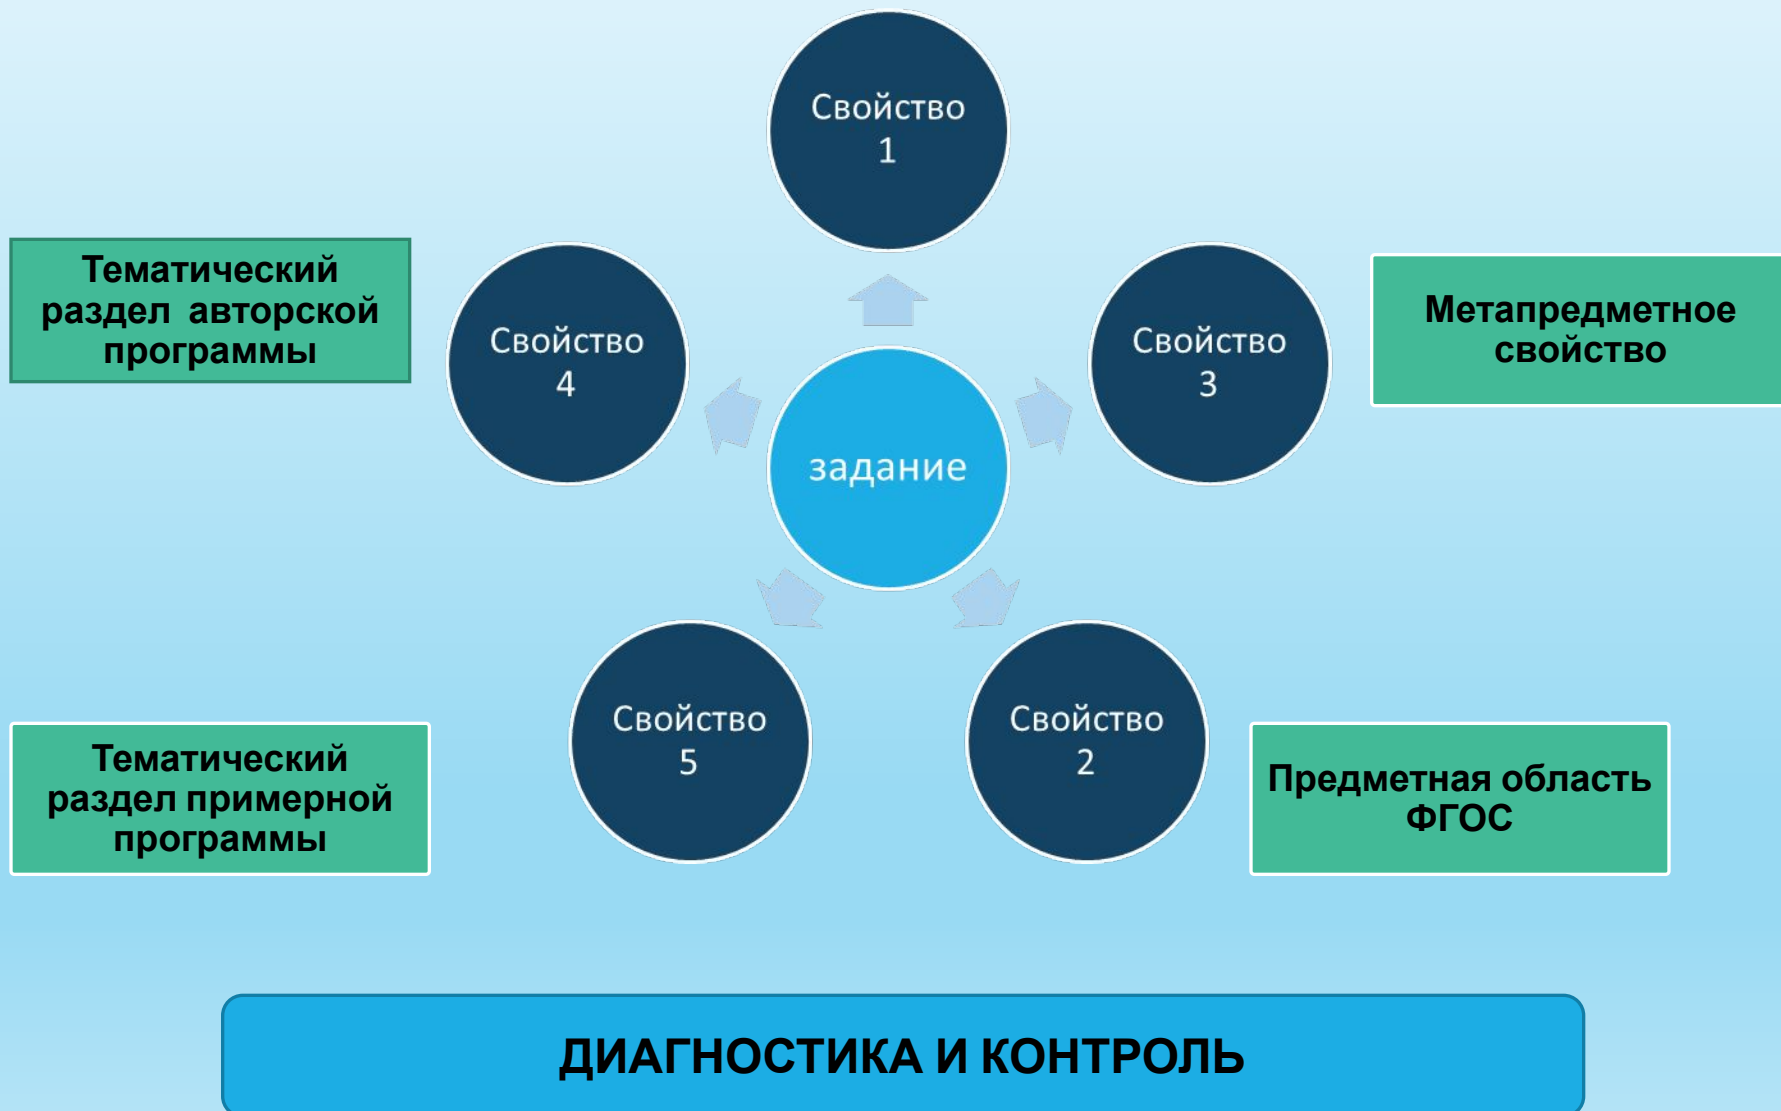 Свойство
1
Тематический
раздел авторской
программы
Свойство
4
Свойство
3
Метапредметное
свойство
задание
Тематический
раздел примерной
программы
Свойство
5
Свойство
2
Предметная область
ФГОС
ДИАГНОСТИКА И КОНТРОЛЬ